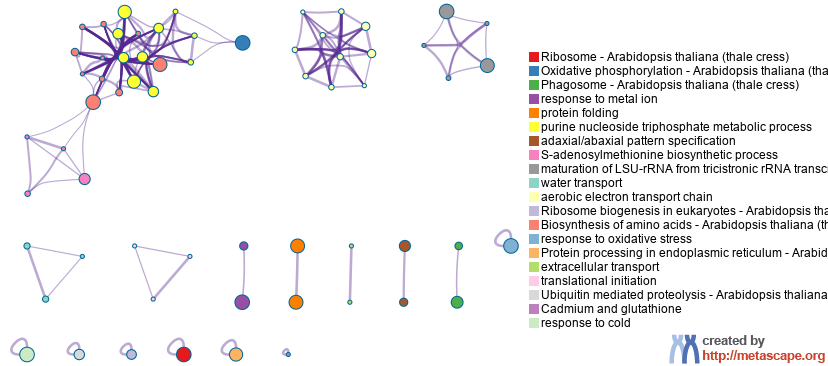 Ribosome - Arabidopsis thaliana (thale cress)
Oxidative phosphorylation - Arabidopsis thaliana (tha
Phagosome - Arabidopsis thaliana (thale cress)
response to metal ion
protein folding
purine nucleoside triphosphate metabolic process
adaxial/abaxial pattern specification
S-adenosylmethionine biosynthetic process
maturation of LSU-rRNA from tricistronic rRNA transcr
water transport
aerobic electron transport chain
Ribosome biogenesis in eukaryotes - Arabidopsis tha
Biosynthesis of amino acids - Arabidopsis thaliana (th
response to oxidative stress
Protein processing in endoplasmic reticulum - Arabid
extracellular transport
translational initiation
Ubiquitin mediated proteolysis - Arabidopsis thaliana
Cadmium and glutathione
response to cold
created by
http://metascape.org